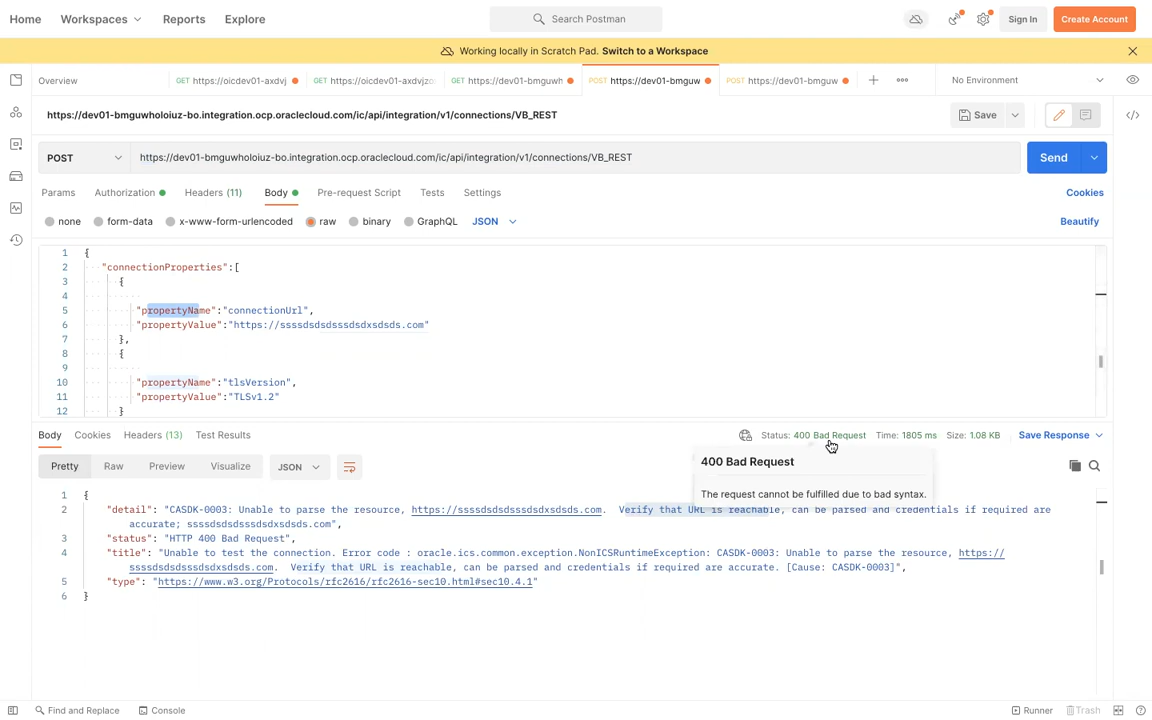 Home Workspaces Reports Explore Search Postman Sign In Create Account
Working locally in Scratch Pad. Switch to a Workspace
Overview GET https://oicdev01-axdvj GET https://oicdev01-axdvjzo GET https://dev01-bmguwh POST https://dev01-bmguw POST https://dev01-bmguw No Environment
https://dev01-bmguwholoiuz-bo.integration.ocp.oraclecloud.com/ic/api/integration/v1/connections/VB_REST Save
POST https://dev01-bmguwholoiuz-bo.integration.ocp.oraclecloud.com/ic/api/integration/v1/connections/VB_REST Send
Params Authorization Headers (11) Body Pre-request Script Tests Settings Cookies
none form-data x-www-form-urlencoded raw binary GraphQL JSON Beautify
1 {
2 "connectionProperties":[
3 {
4
5 "propertyName":"connectionUrl",
6 "propertyValue":"https://ssssdsdsdsssdsdxsdsds.com"
7 },
8 {
9
10 "propertyName":"tlsVersion",
11 "propertyValue":"TLSv1.2"
12 }
Body Cookies Headers (13) Test Results Status: 400 Bad Request Time: 1805 ms Size: 1.08 KB Save Response
Pretty Raw Preview Visualize JSON
400 Bad Request
The request cannot be fulfilled due to bad syntax.
1 {
2 "detail": "CASDK-0003: Unable to parse the resource, https://ssssdsdsdsssdsdxsdsds.com. Verify that URL is reachable, can be parsed and credentials if required are
accurate; ssssdsdsdsssdsdxsdsds.com",
3 "status": "HTTP 400 Bad Request",
4 "title": "Unable to test the connection. Error code : oracle.ics.common.exception.NonICSRuntimeException: CASDK-0003: Unable to parse the resource, https://
ssssdsdsdsssdsdxsdsds.com. Verify that URL is reachable, can be parsed and credentials if required are accurate. [Cause: CASDK-0003]",
5 "type": "https://www.w3.org/Protocols/rfc2616/rfc2616-sec10.html#sec10.4.1"
6 }
Find and Replace Console Runner Trash